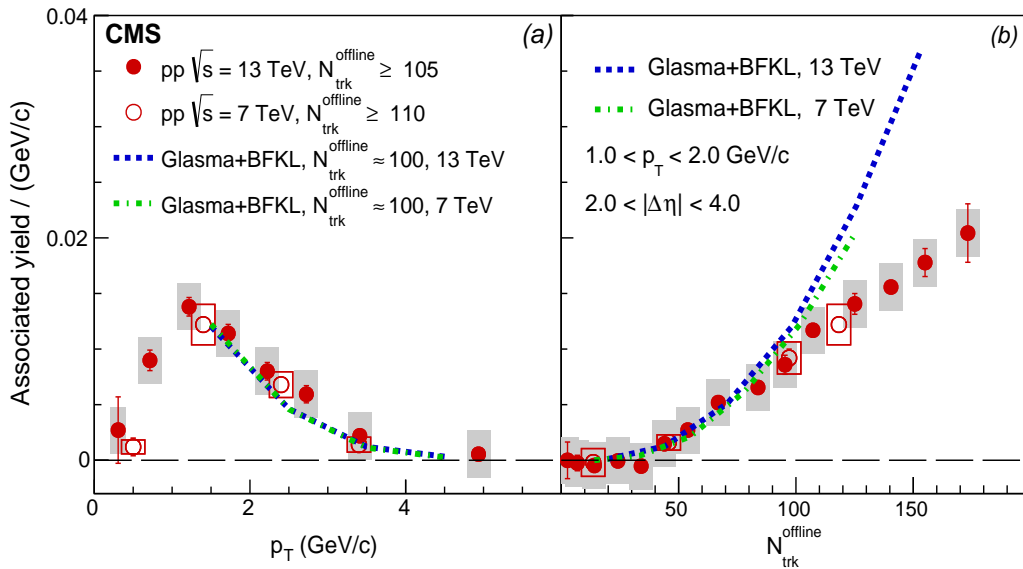 CMS
(a)
pp √s = 13 TeV, N_trk^offline ≥ 105
pp √s = 7 TeV, N_trk^offline ≥ 110
Glasma+BFKL, N_trk^offline ≈ 100, 13 TeV
Glasma+BFKL, N_trk^offline ≈ 100, 7 TeV
(b)
Glasma+BFKL, 13 TeV
Glasma+BFKL, 7 TeV
1.0 < p_T < 2.0 GeV/c
2.0 < |Δη| < 4.0
Associated yield / (GeV/c)
0.04
0.02
0
0 2 4
p_T (GeV/c)
50 100 150
N_trk^offline